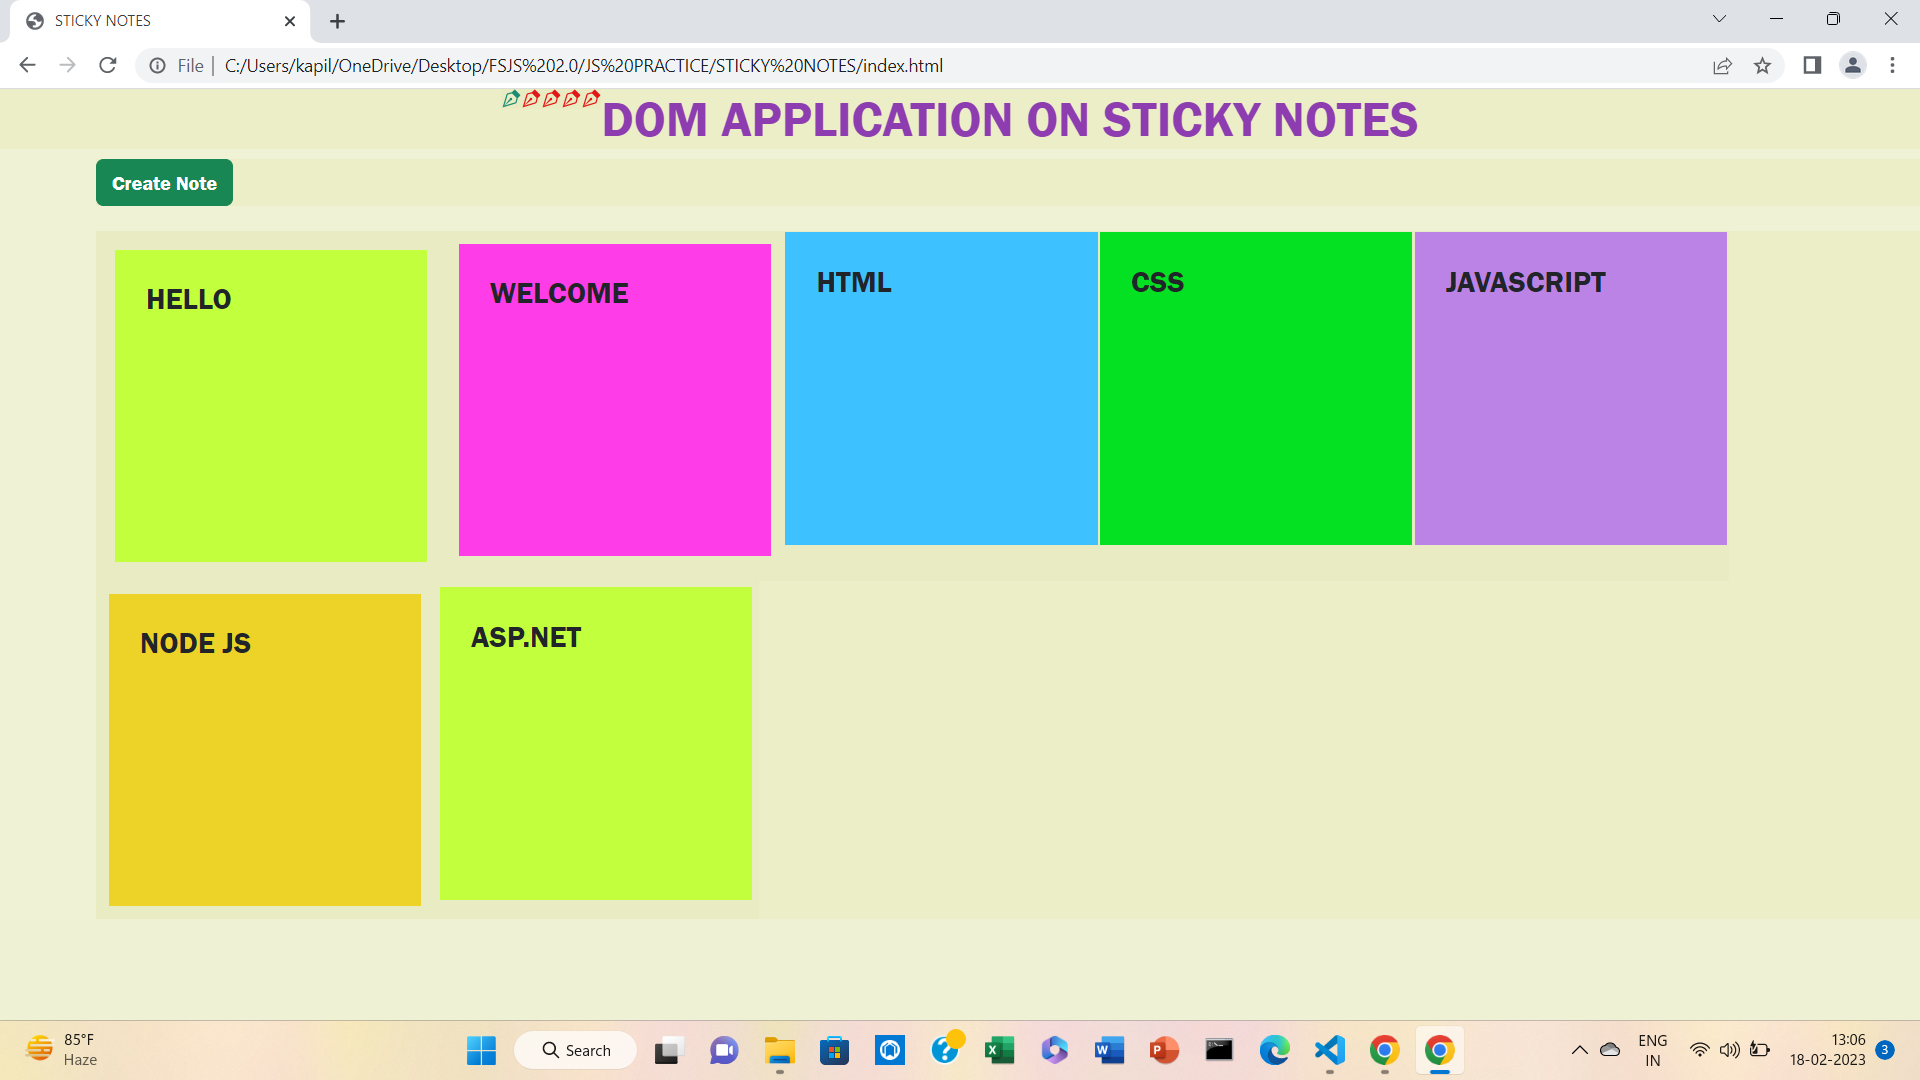 STICKY NOTES
File
C:/Users/kapil/OneDrive/Desktop/FSJS%202.0/JS%20PRACTICE/STICKY%20NOTES/index.html
DOM APPLICATION ON STICKY NOTES
Create Note
HELLO
WELCOME
HTML
CSS
JAVASCRIPT
NODE JS
ASP.NET
85°F
Haze
Search
ENG
IN
13:06
18-02-2023
3